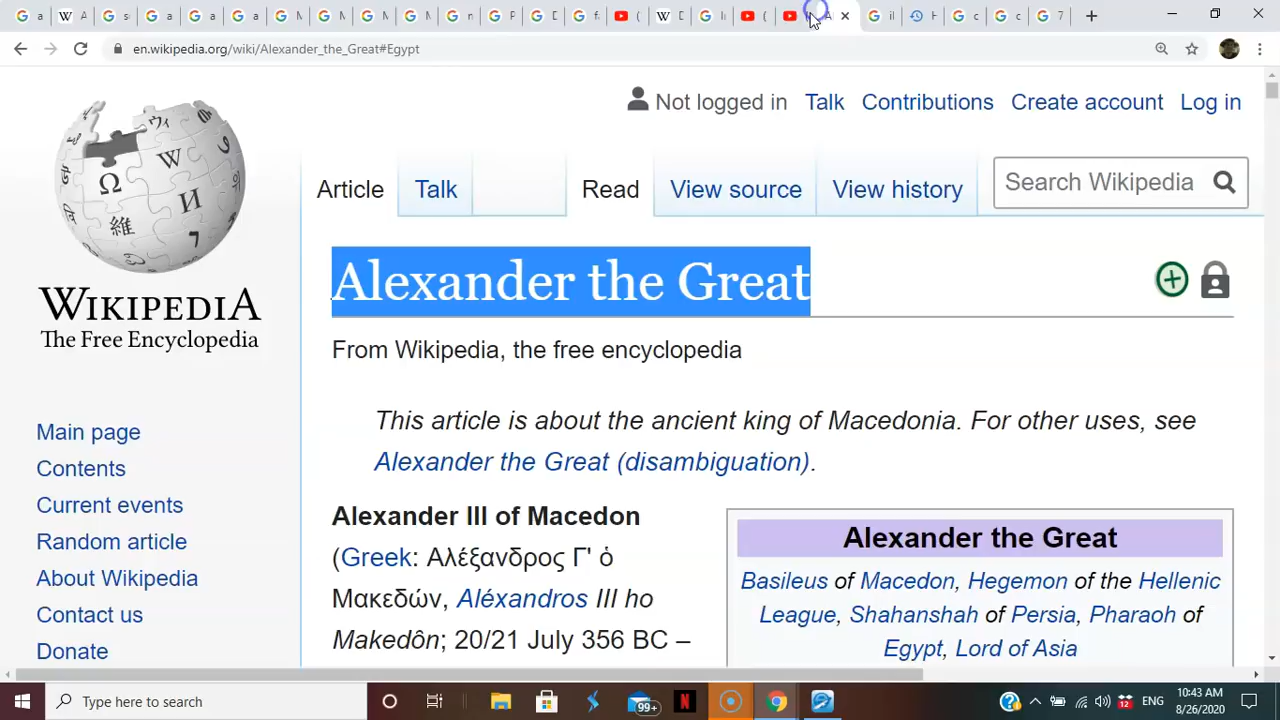 en.wikipedia.org/wiki/Alexander_the_Great#Egypt
Not logged in Talk Contributions Create account Log in
Article Talk Read View source View history Search Wikipedia
WIKIPEDIA
The Free Encyclopedia
Alexander the Great
From Wikipedia, the free encyclopedia
This article is about the ancient king of Macedonia. For other uses, see
Alexander the Great (disambiguation).
Main page
Contents
Current events
Random article
About Wikipedia
Contact us
Donate
Alexander III of Macedon
(Greek: Αλέξανδρος Γ' ὁ
Μακεδών, Aléxandros III ho
Makedôn; 20/21 July 356 BC –
Alexander the Great
Basileus of Macedon, Hegemon of the Hellenic
League, Shahanshah of Persia, Pharaoh of
Egypt, Lord of Asia
Type here to search
99+
12
ENG
10:43 AM
8/26/2020